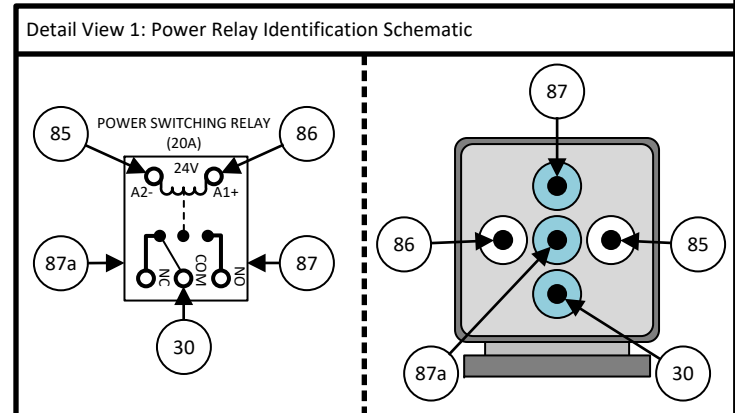 Detail View 1: Power Relay Identification Schematic
POWER SWITCHING RELAY
(20A)
85
86
24V
A2-
A1+
87a
87
NC
COM
NO
30
87
86
85
87a
30